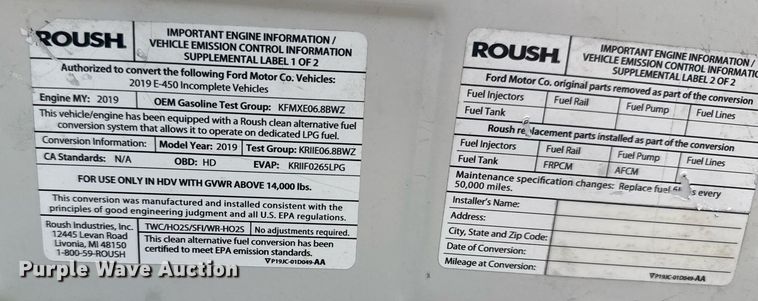 ROUSH
IMPORTANT ENGINE INFORMATION /
VEHICLE EMISSION CONTROL INFORMATION
SUPPLEMENTAL LABEL 1 OF 2
Authorized to convert the following Ford Motor Co. Vehicles:
2019 E-450 Incomplete Vehicles
Engine MY: 2019 OEM Gasoline Test Group: KFMXE06.8BWZ
This vehicle/engine has been equipped with a Roush clean alternative fuel
conversion system that allows it to operate on dedicated LPG fuel.
Conversion Information: Model Year: 2019 Test Group: KRIIE06.8BWZ
CA Standards: N/A OBD: HD EVAP: KRIIF0265LPG
FOR USE ONLY IN HDV WITH GVWR ABOVE 14,000 lbs.
This conversion was manufactured and installed consistent with the
principles of good engineering judgment and all U.S. EPA regulations.
Roush Industries, Inc.
12445 Levan Road
Livonia, MI 48150
1-800-59-ROUSH
TWC/HO2S/SFI/WR-HO2S No adjustments required.
This clean alternative fuel conversion has been
certified to meet EPA emission standards.
P19JC-01D049-AA
ROUSH
IMPORTANT ENGINE INFORMATION /
VEHICLE EMISSION CONTROL INFORMATIO
SUPPLEMENTAL LABEL 2 OF 2
Ford Motor Co. original parts removed as part of the conversion
Fuel Injectors Fuel Rail Fuel Pump Fuel Lines
Fuel Tank
Roush replacement parts installed as part of the conversion
Fuel Injectors Fuel Rail Fuel Pump Fuel Lines
Fuel Tank FRPCM AFCM
Maintenance specification changes: Replace fuel every
50,000 miles.
Installer's Name:
Address:
City, State and Zip Code:
Date of Conversion:
Mileage at Conversion:
P19JC-01D049-AA
Purple Wave Auction